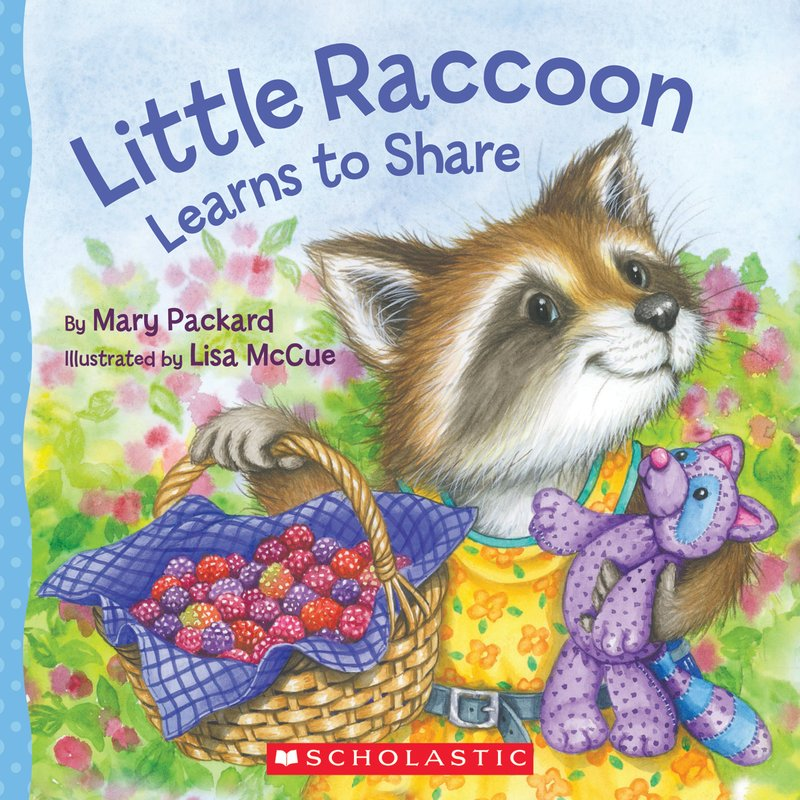 Little Raccoon
Learns to Share
By Mary Packard
Illustrated by Lisa McCue
SCHOLASTIC